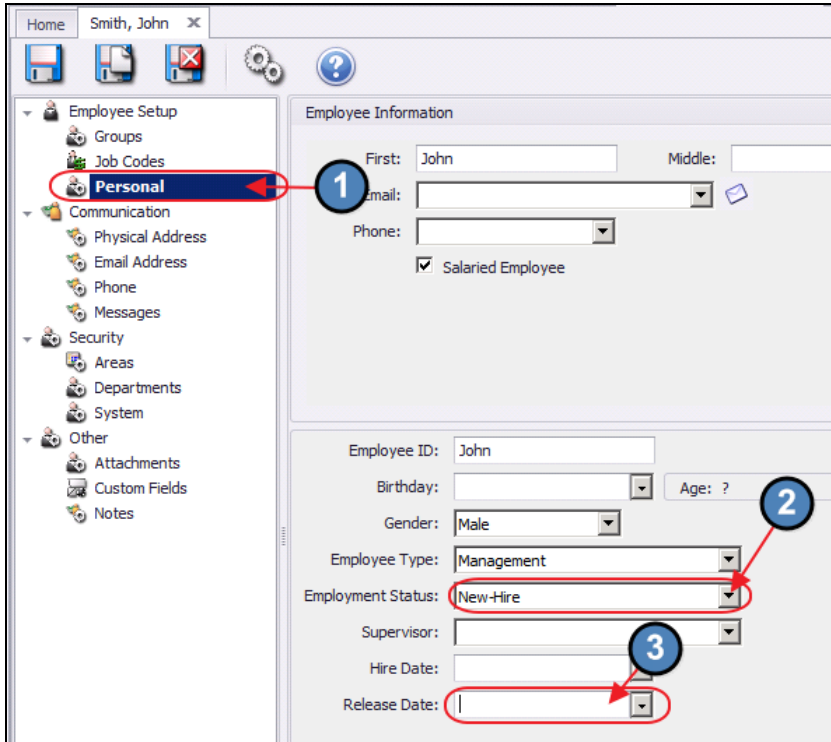 Home
Smith, John
Employee Setup
Groups
Job Codes
Personal
Communication
Physical Address
Email Address
Phone
Messages
Security
Areas
Departments
System
Other
Attachments
Custom Fields
Notes
Employee Information
First: John Middle:
Email:
Phone:
Salaried Employee
Employee ID: John
Birthday: Age: ?
Gender: Male
Employee Type: Management
Employment Status: New-Hire
Supervisor:
Hire Date:
Release Date:
1
2
3